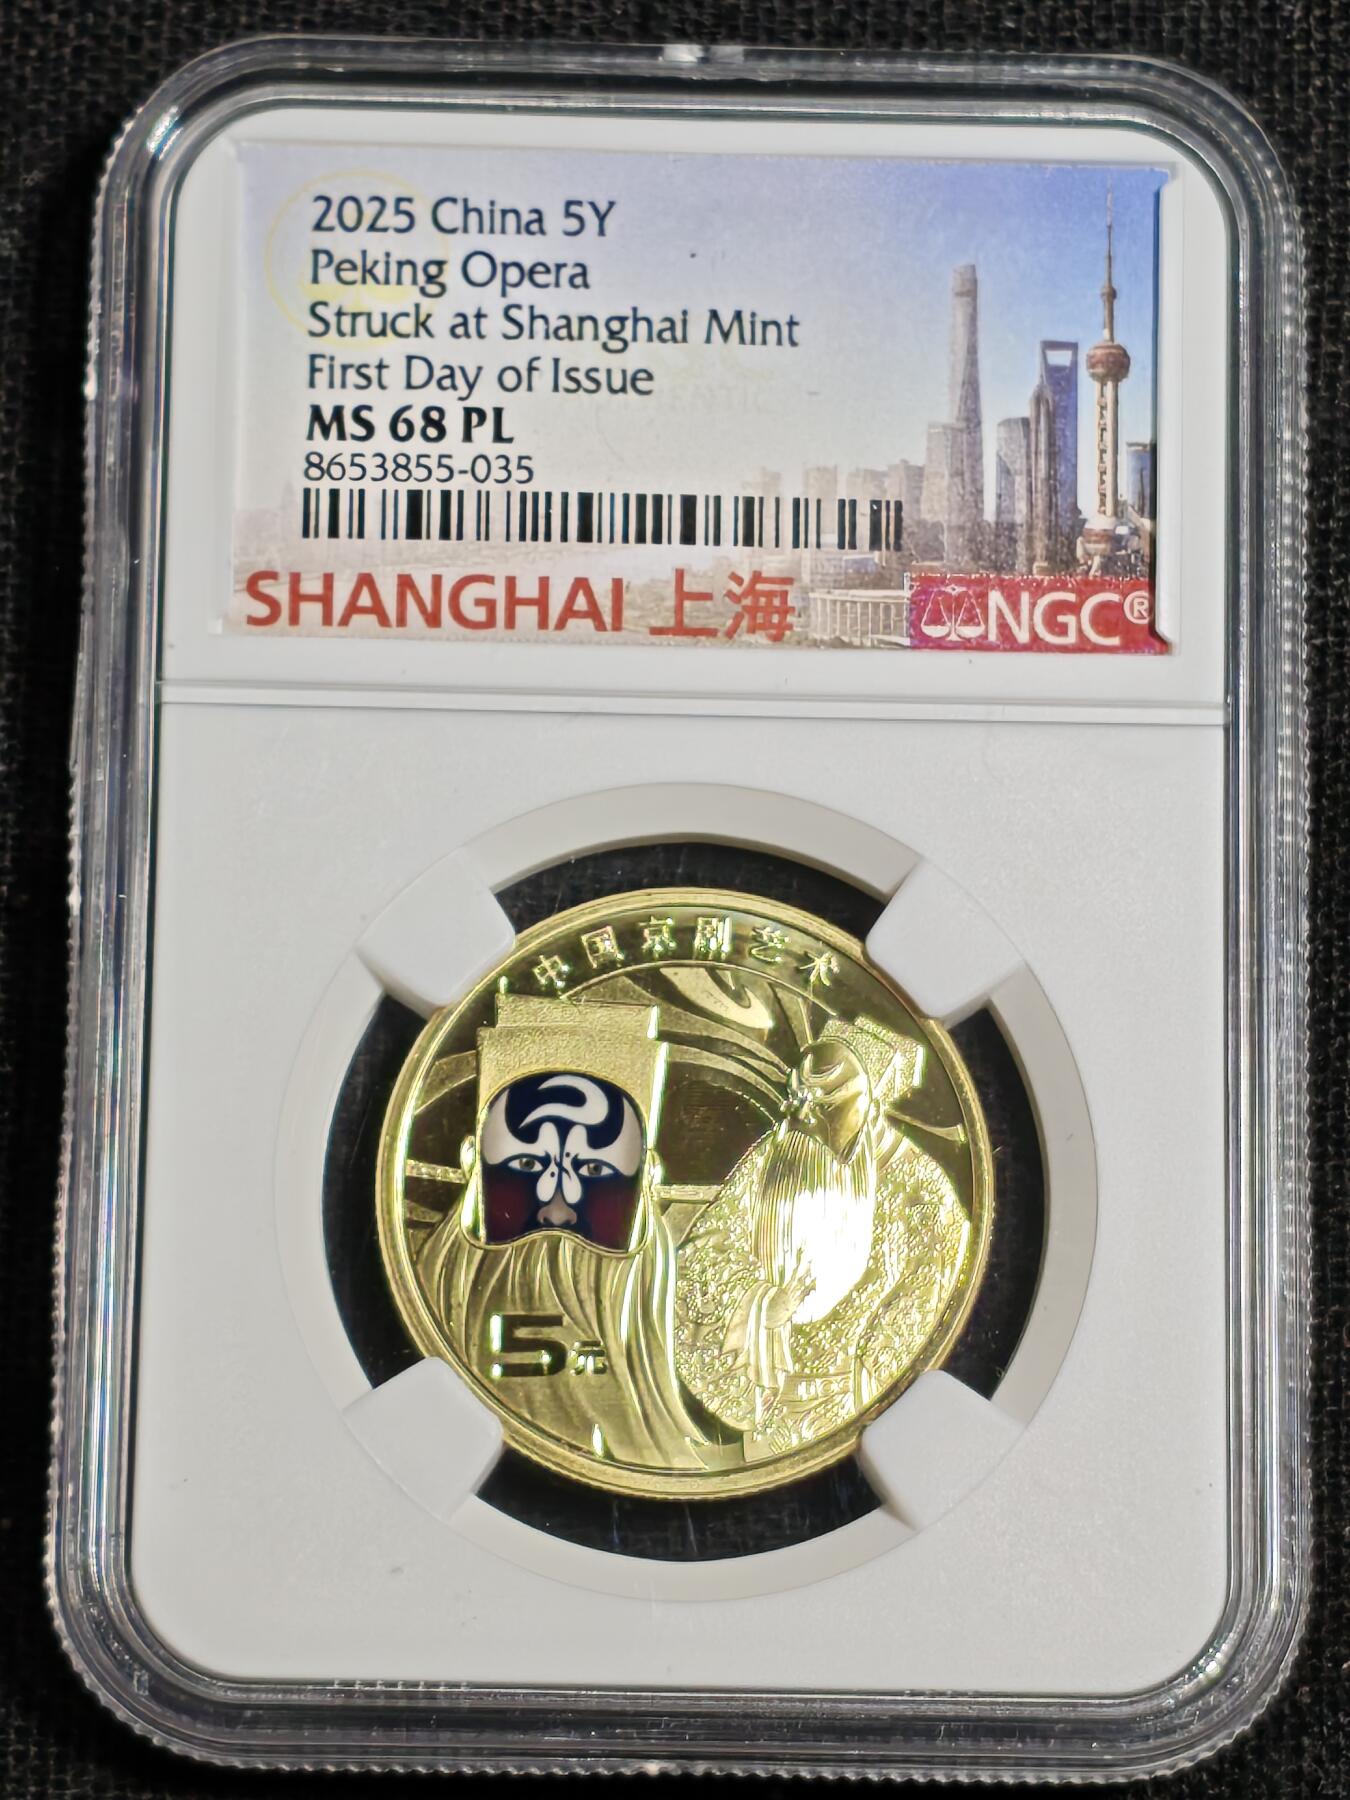 2025 China 5Y
Peking Opera
Struck at Shanghai Mint
First Day of Issue
MS 68 PL
8653855-035
SHANGHAI 上海
NGC®
中国京剧艺术
5元